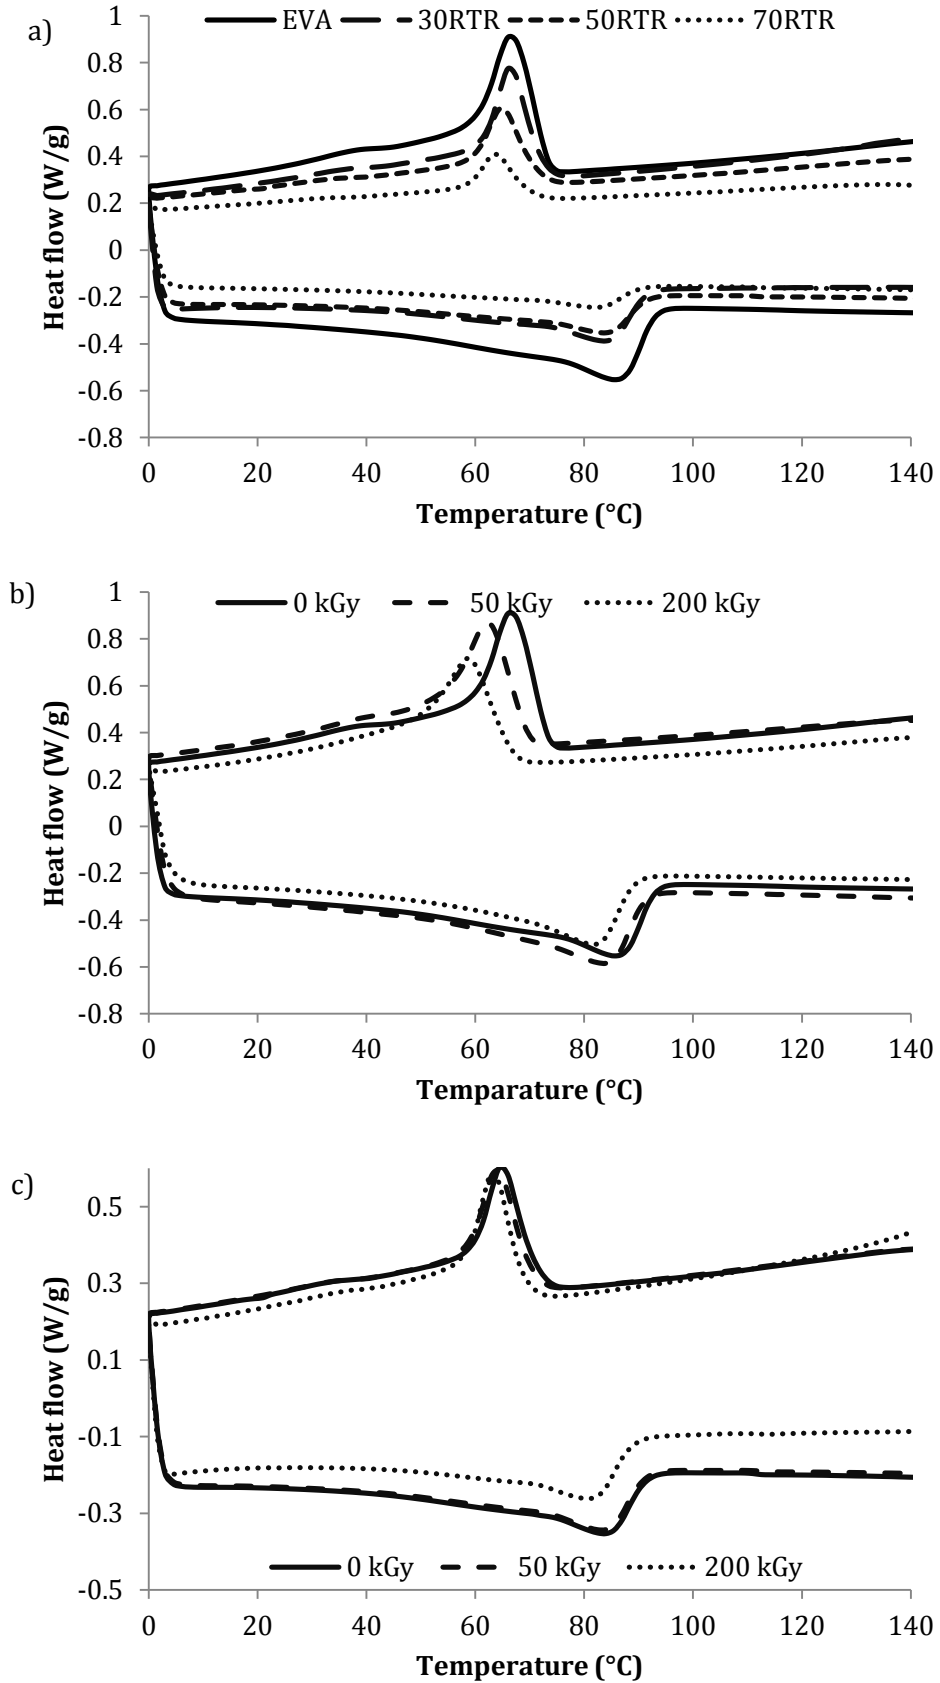 a)
EVA 30RTR 50RTR 70RTR
1
0.8
0.6
0.4
0.2
0
-0.2
-0.4
-0.6
-0.8
Heat flow (W/g)
0 20 40 60 80 100 120 140
Temperature (°C)
b)
0 kGy 50 kGy 200 kGy
1
0.8
0.6
0.4
0.2
0
-0.2
-0.4
-0.6
-0.8
Heat flow (W/g)
0 20 40 60 80 100 120 140
Temparature (°C)
c)
0.5
0.3
0.1
-0.1
-0.3
-0.5
Heat flow (W/g)
0 kGy 50 kGy 200 kGy
0 20 40 60 80 100 120 140
Temperature (°C)